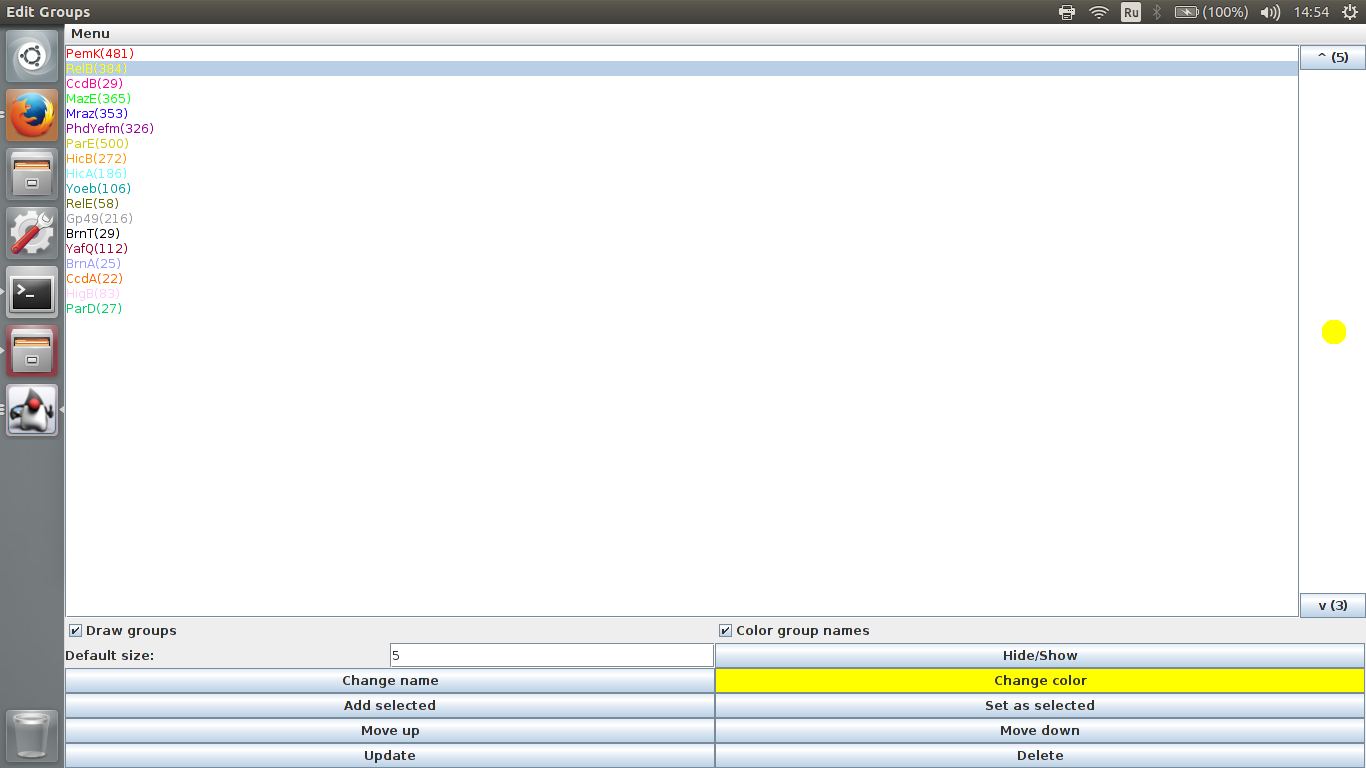 Edit Groups
Ru
(100%)
14:54
Menu
PemK(481)
RelB(384)
CcdB(29)
MazE(365)
Mraz(353)
PhdYefm(326)
ParE(500)
HicB(272)
HicA(186)
Yoeb(106)
RelE(58)
Gp49(216)
BrnT(29)
YafQ(112)
BrnA(25)
CcdA(22)
HigB(83)
ParD(27)
^ (5)
v (3)
Draw groups
Color group names
Default size:
5
Hide/Show
Change name
Change color
Add selected
Set as selected
Move up
Move down
Update
Delete